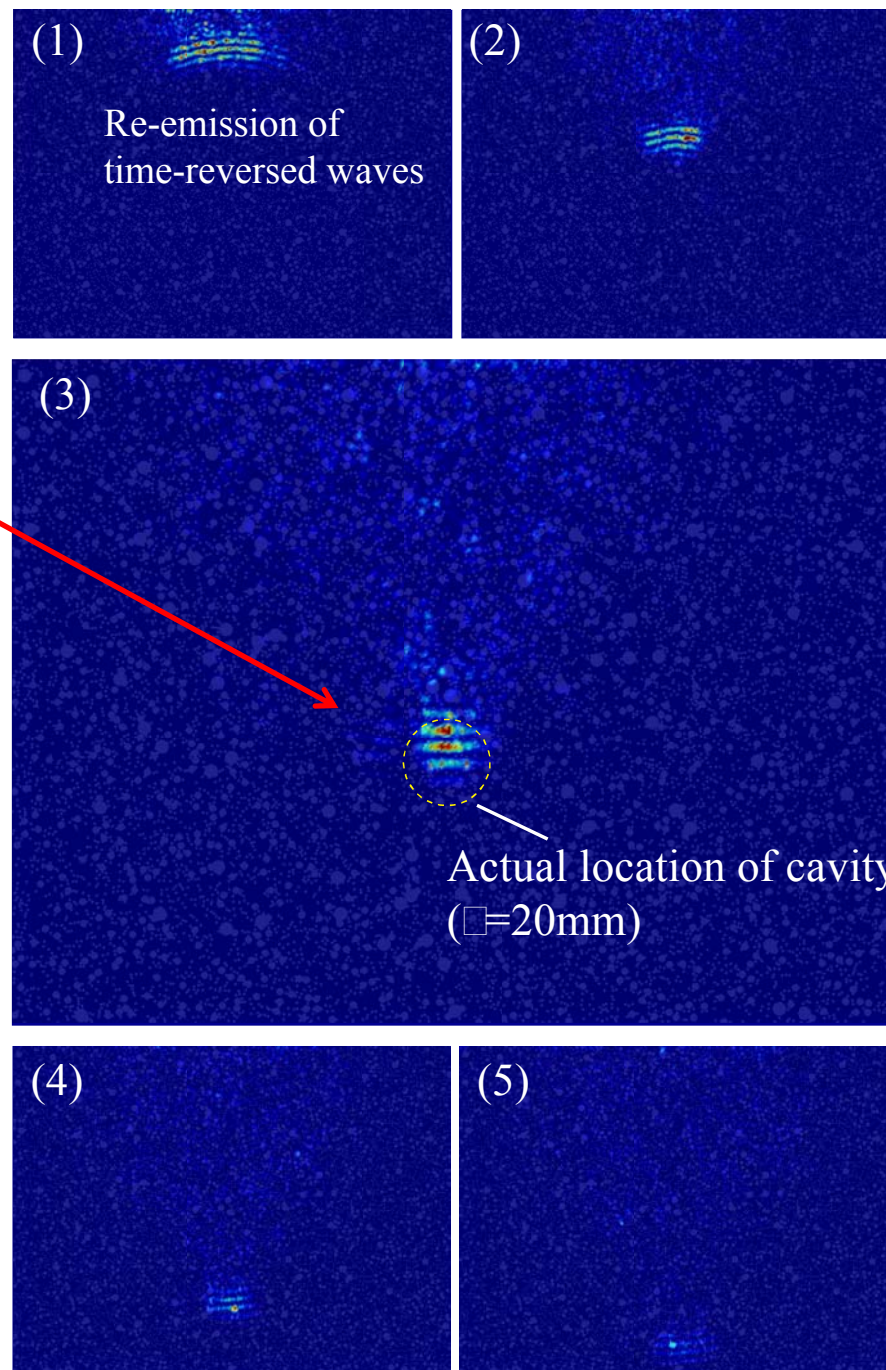 (1)
(2)
Re-emission of
time-reversed waves
(3)
Actual location of cavity
(□=20mm)
(4)
(5)